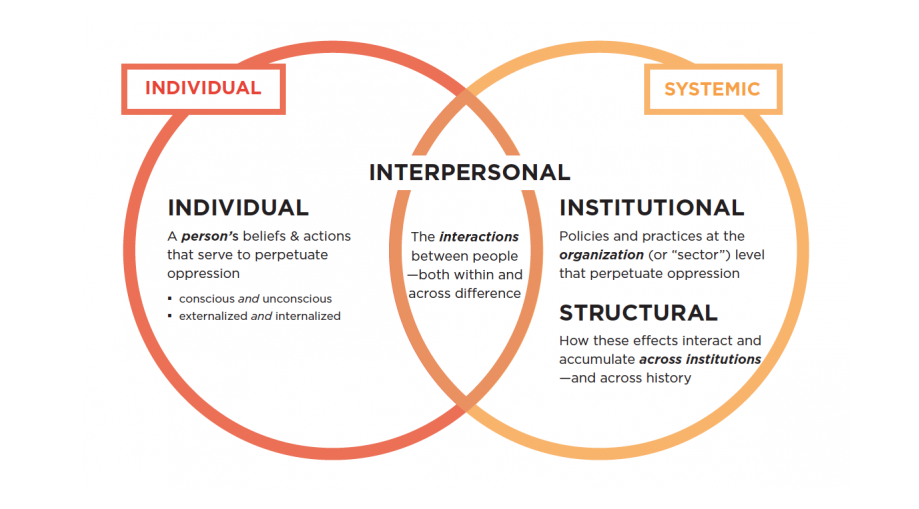 INDIVIDUAL
SYSTEMIC
INTERPERSONAL
INDIVIDUAL
A person's beliefs & actions
that serve to perpetuate
oppression
▪ conscious and unconscious
▪ externalized and internalized
The interactions
between people
—both within and
across difference
INSTITUTIONAL
Policies and practices at the
organization (or “sector”) level
that perpetuate oppression
STRUCTURAL
How these effects interact and
accumulate across institutions
—and across history